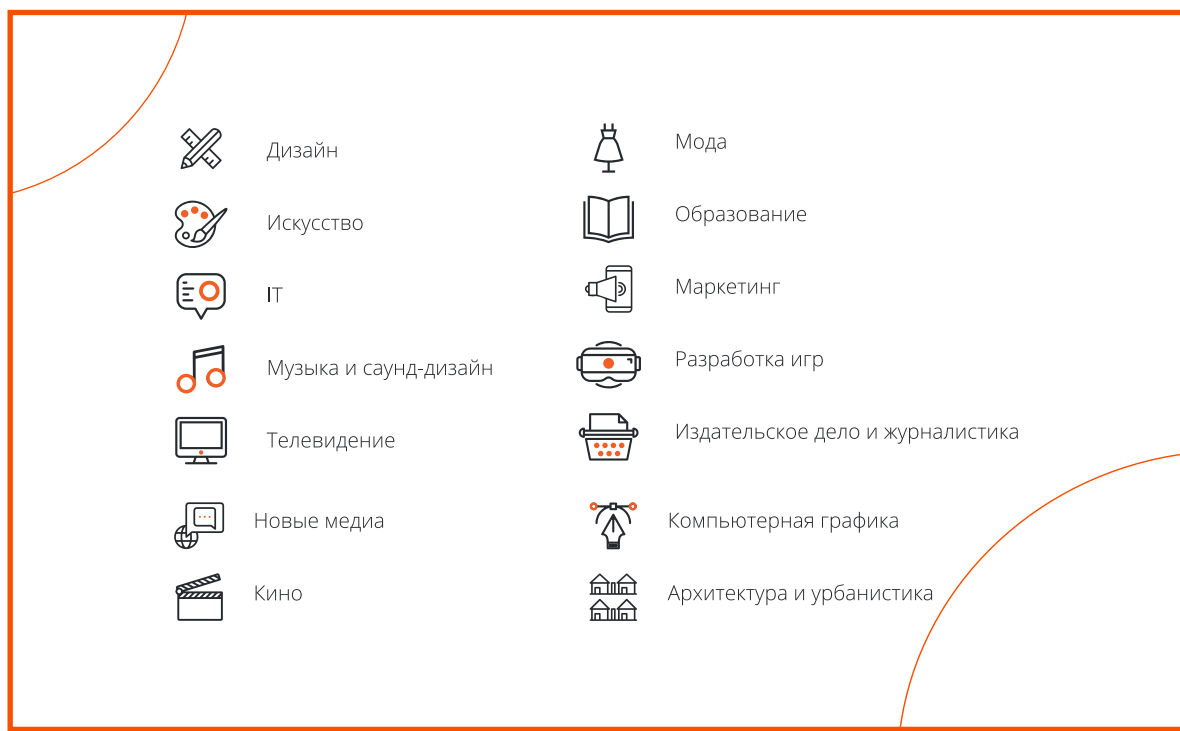 Дизайн
Искусство
IT
Музыка и саунд-дизайн
Телевидение
Новые медиа
Кино
Мода
Образование
Маркетинг
Разработка игр
Издательское дело и журналистика
Компьютерная графика
Архитектура и урбанистика